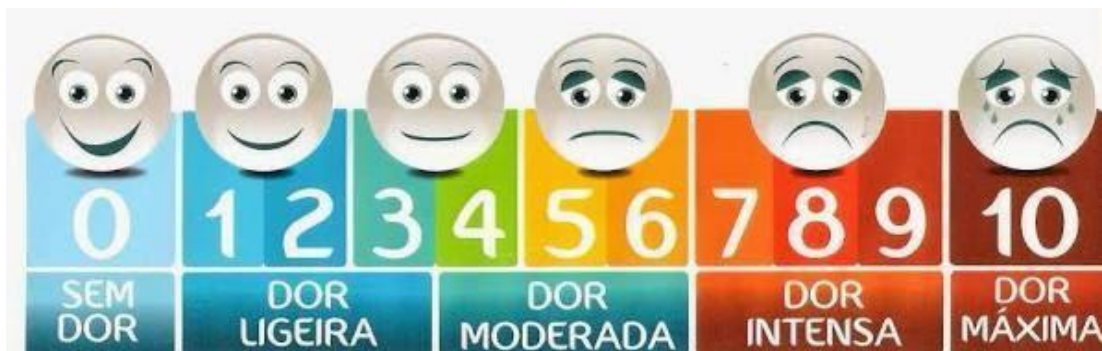 0 1 2 3 4 5 6 7 8 9 10
SEM DOR DOR DOR DOR
DOR LIGEIRA MODERADA INTENSA MÁXIMA